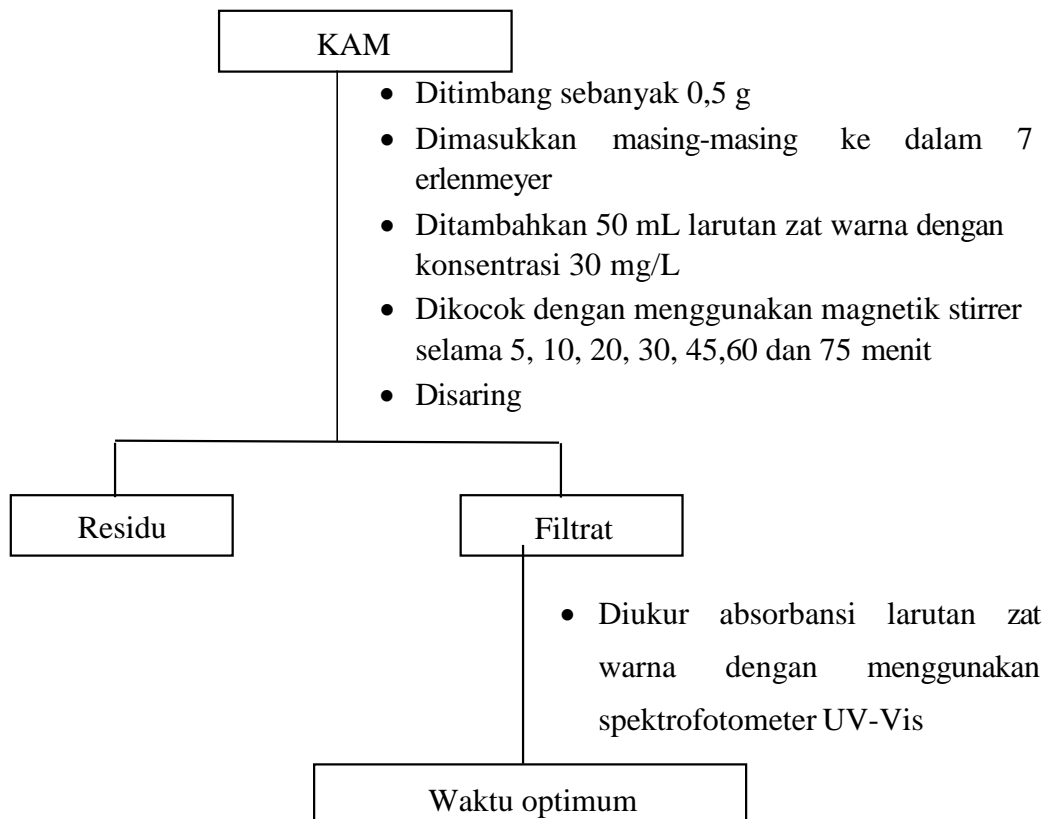 KAM
• Ditimbang sebanyak 0,5 g
• Dimasukkan masing-masing ke dalam 7
erlenmeyer
• Ditambahkan 50 mL larutan zat warna dengan
konsentrasi 30 mg/L
• Dikocok dengan menggunakan magnetik stirrer
selama 5, 10, 20, 30, 45,60 dan 75 menit
• Disaring
Residu
Filtrat
• Diukur absorbansi larutan zat
warna dengan menggunakan
spektrofotometer UV-Vis
Waktu optimum